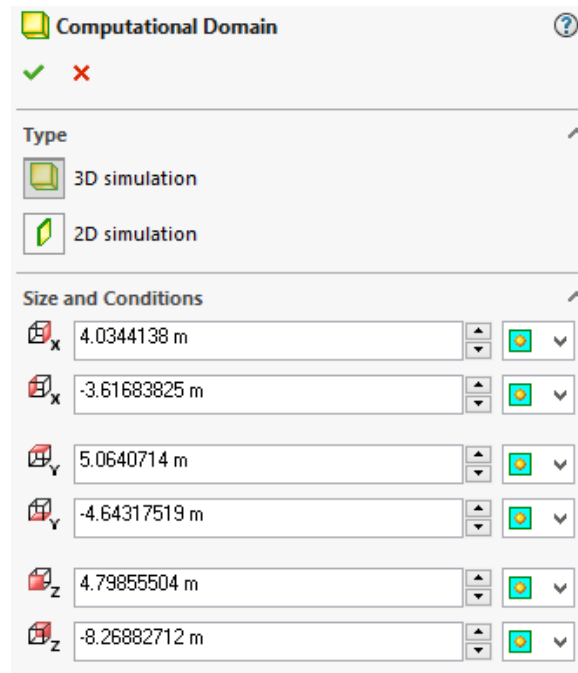 Computational Domain
Type
3D simulation
2D simulation
Size and Conditions
X 4.0344138 m
X -3.61683825 m
Y 5.0640714 m
Y -4.64317519 m
Z 4.79855504 m
Z -8.26882712 m